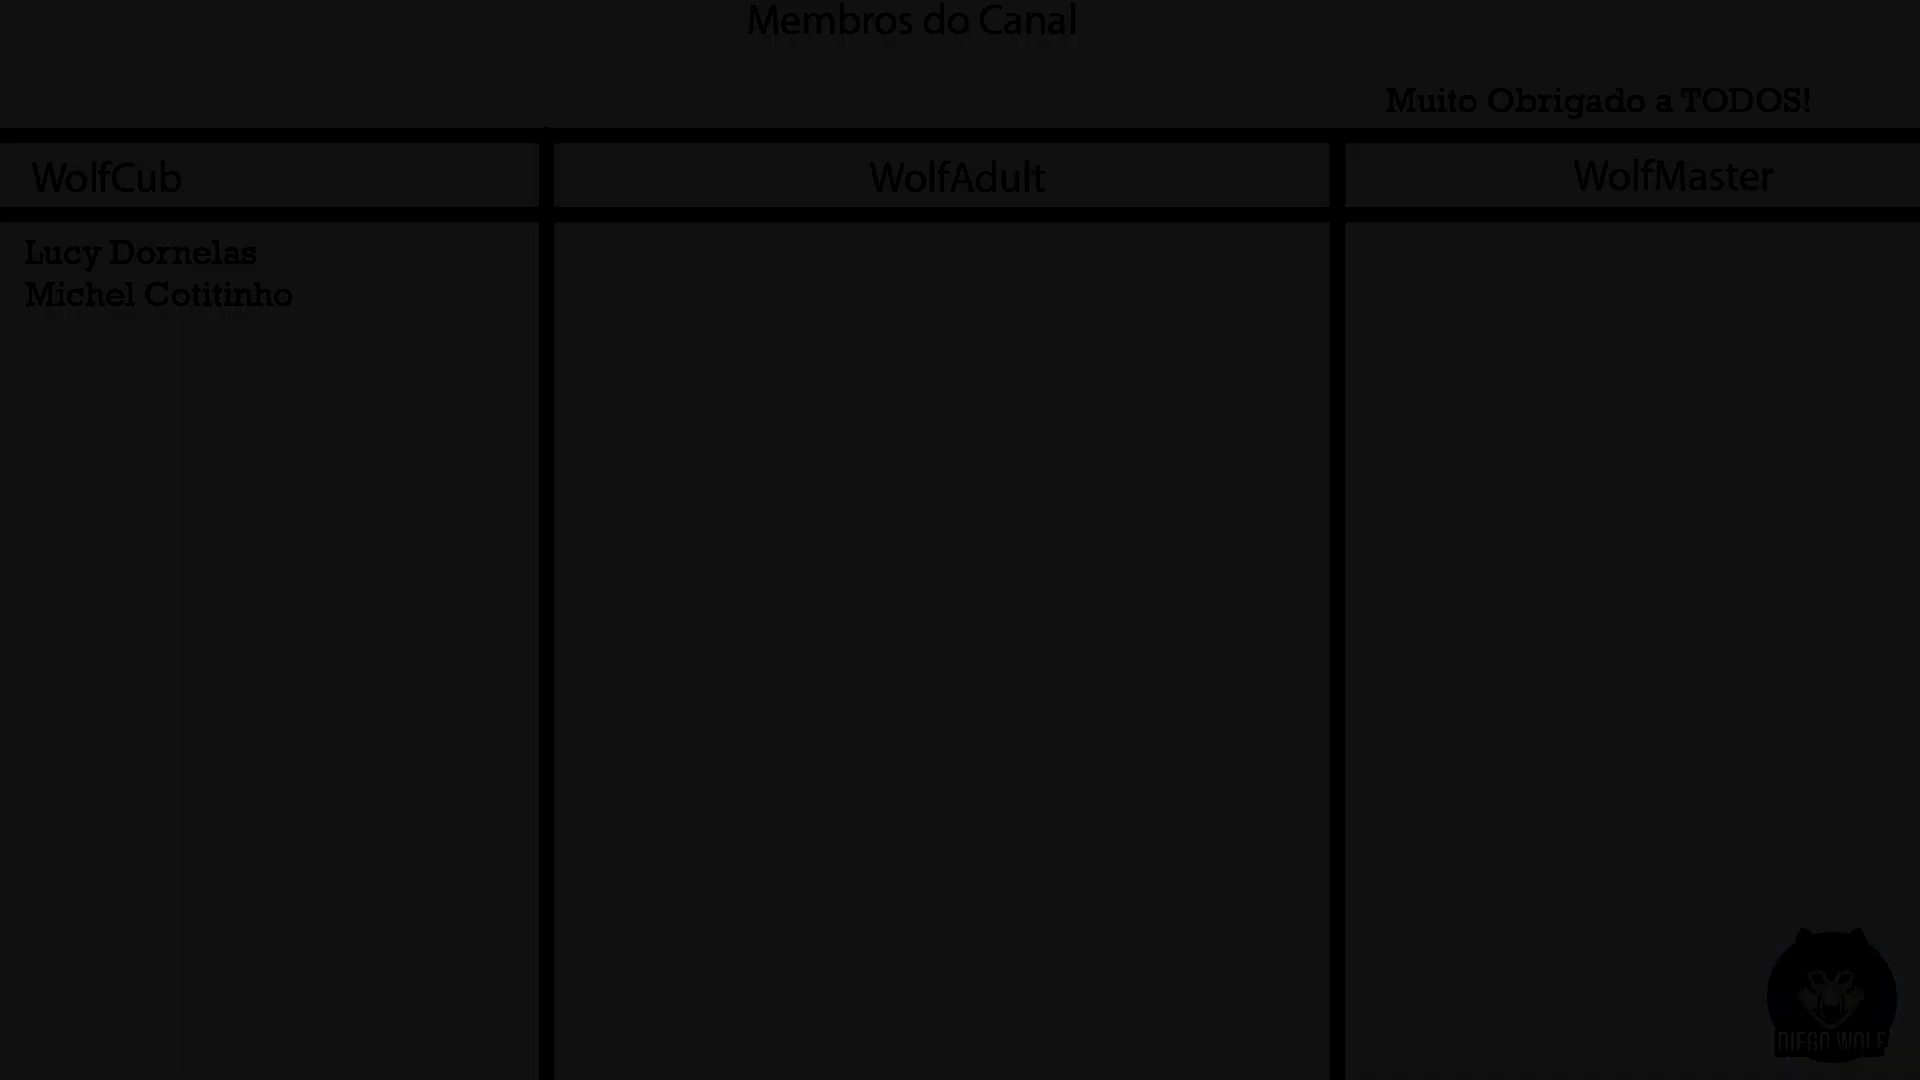 Membros do Canal
Muito Obrigado a TODOS!
WolfCub
WolfAdult
WolfMaster
Lucy Dornelas
Michel Cotitinho
DIEGO WOLF